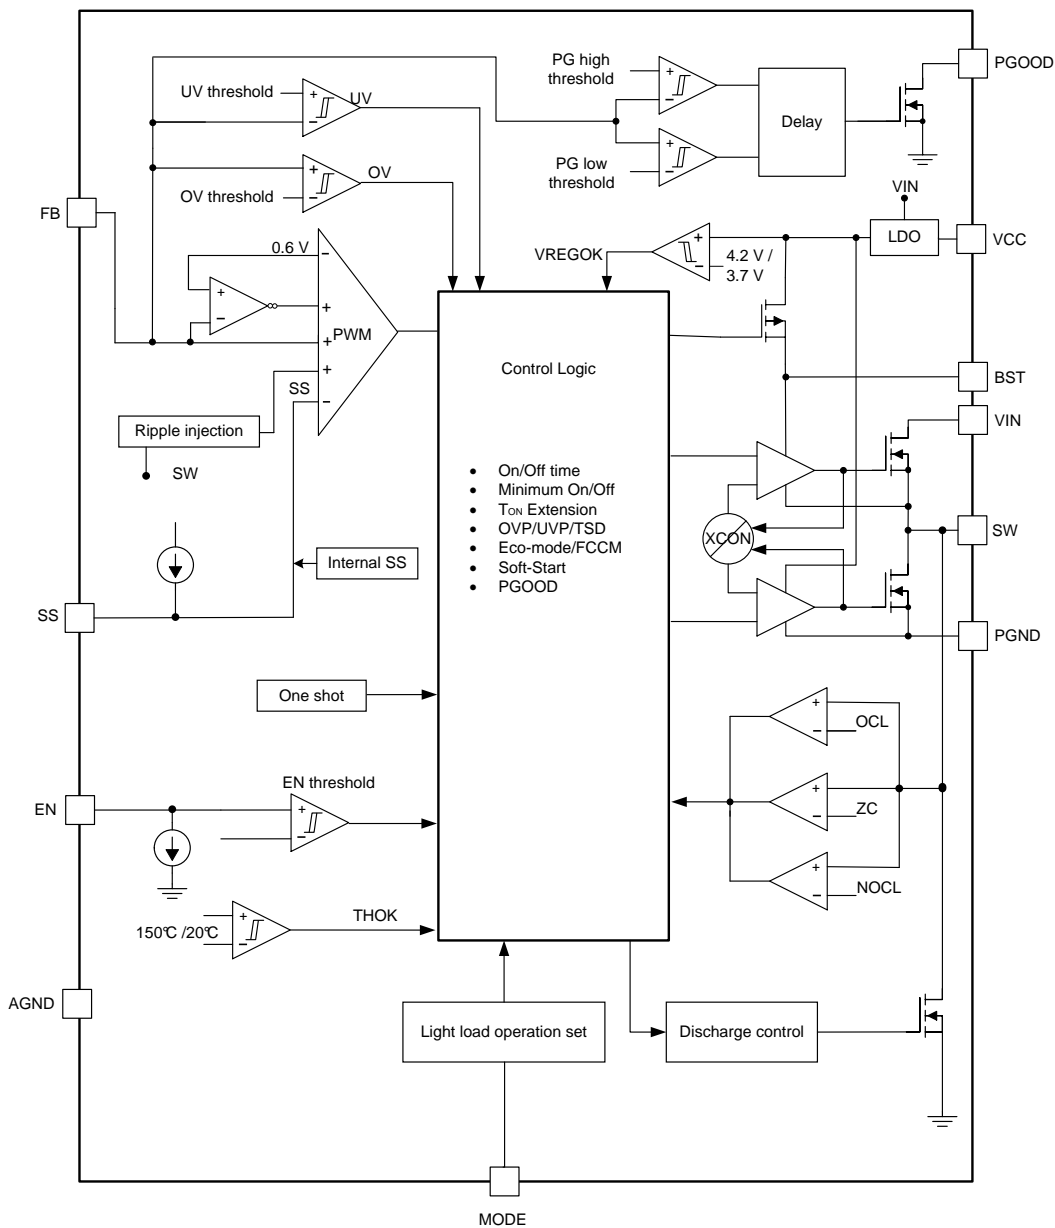 PG high
threshold
PGOOD
UV threshold
+
−
UV
+
−
Delay
OV threshold
+
−
OV
PG low
threshold
+
−
VIN
FB
LDO
VCC
0.6 V
−
VREGOK
+
−
4.2 V /
3.7 V
+
−
+
+
PWM
+
SS
−
Control Logic
BST
VIN
Ripple injection
SW
• On/Off time
• Minimum On/Off
• TON Extension
• OVP/UVP/TSD
• Eco-mode/FCCM
• Soft-Start
• PGOOD
XCON
SW
Internal SS
SS
PGND
One shot
+
−
OCL
EN threshold
EN
+
−
+
−
ZC
+
−
NOCL
THOK
150℃ /20℃
+
−
AGND
Light load operation set
Discharge control
MODE